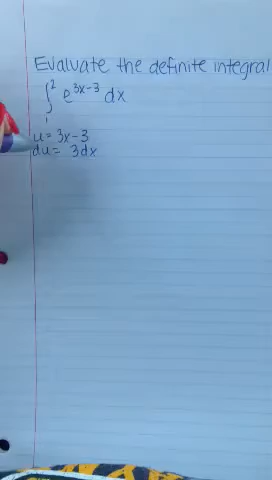 Evaluate the definite integral
∫₁² e^(3x-3) dx
u = 3x-3
du = 3dx